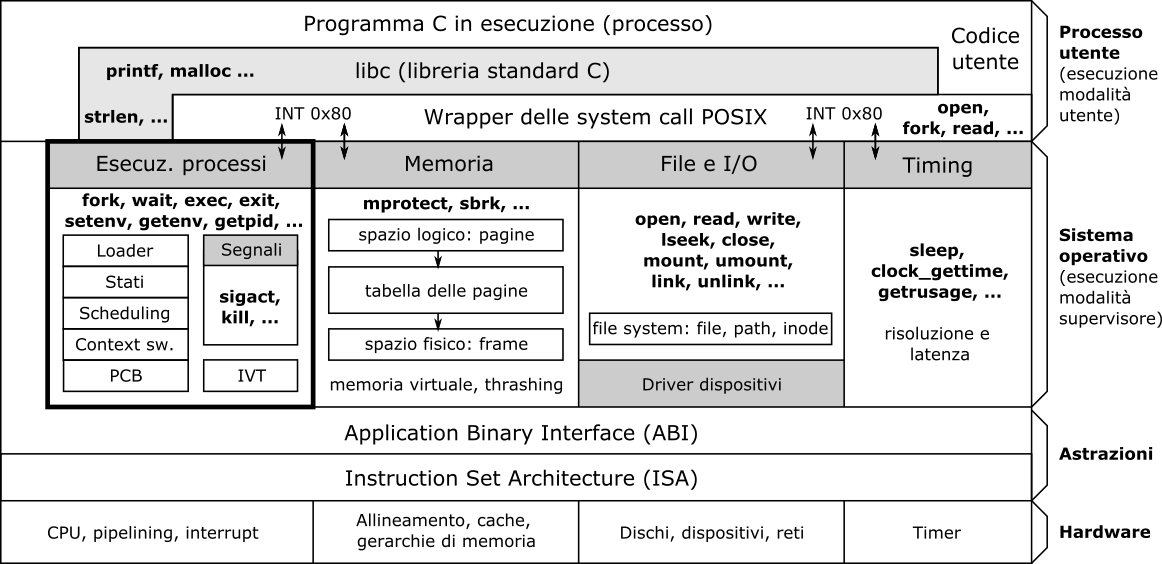 Programma C in esecuzione (processo)
Codice
utente
Processo
utente
(esecuzione
modalità
utente)
printf, malloc ...
libc (libreria standard C)
strlen, ...
INT 0x80
Wrapper delle system call POSIX
INT 0x80
open,
fork, read, ...
Esecuz. processi
Memoria
File e I/O
Timing
fork, wait, exec, exit,
setenv, getenv, getpid, ...
Loader
Stati
Scheduling
Context sw.
PCB
Segnali
sigact,
kill, ...
IVT
mprotect, sbrk, ...
spazio logico: pagine
tabella delle pagine
spazio fisico: frame
memoria virtuale, thrashing
open, read, write,
lseek, close,
mount, umount,
link, unlink, ...
file system: file, path, inode
Driver dispositivi
sleep,
clock_gettime,
getrusage, ...
risoluzione e
latenza
Sistema
operativo
(esecuzione
modalità
supervisore)
Application Binary Interface (ABI)
Instruction Set Architecture (ISA)
Astrazioni
CPU, pipelining, interrupt
Allineamento, cache,
gerarchie di memoria
Dischi, dispositivi, reti
Timer
Hardware